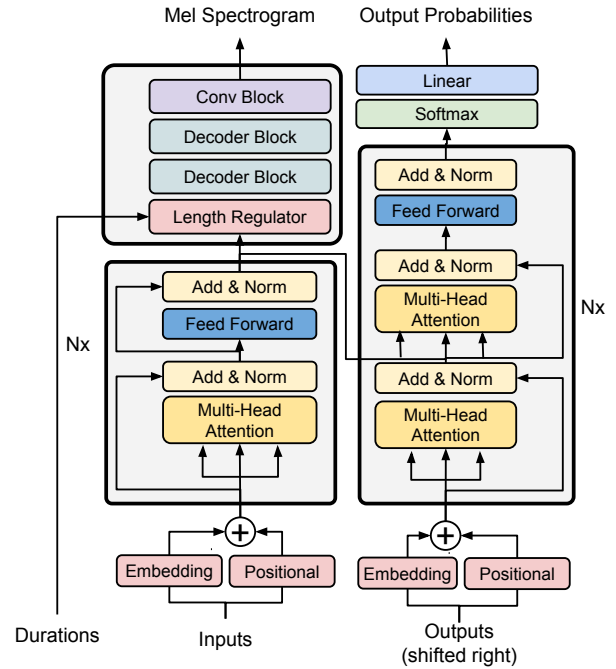 Mel Spectrogram
Output Probabilities
Conv Block
Decoder Block
Decoder Block
Length Regulator
Add & Norm
Feed Forward
Add & Norm
Multi-Head
Attention
Nx
Embedding
Positional
Durations
Inputs
Linear
Softmax
Add & Norm
Feed Forward
Add & Norm
Multi-Head
Attention
Nx
Add & Norm
Multi-Head
Attention
Embedding
Positional
Outputs
(shifted right)